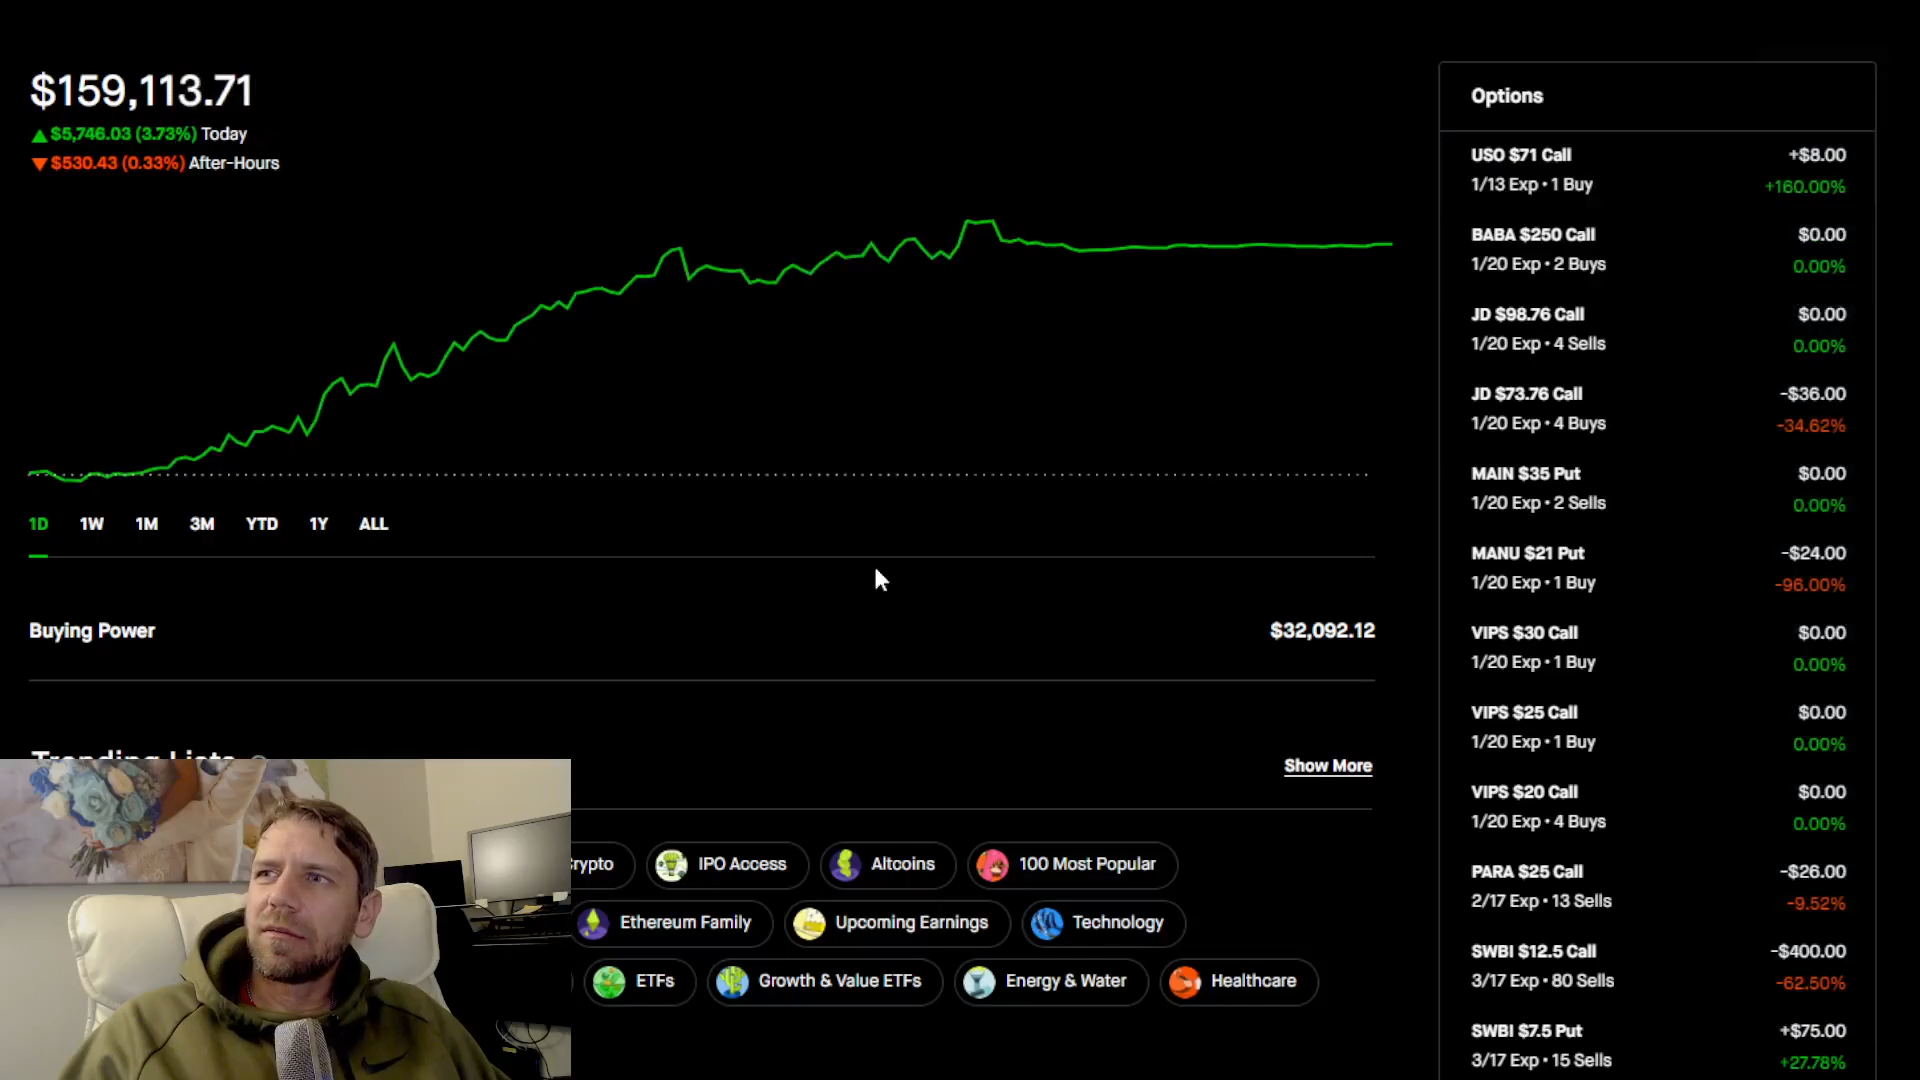 $159,113.71
$5,746.03 (3.73%) Today
$530.43 (0.33%) After-Hours
1D 1W 1M 3M YTD 1Y ALL
Buying Power $32,092.12
Trending Lists
Show More
IPO Access
Altcoins
100 Most Popular
Ethereum Family
Upcoming Earnings
Technology
ETFs
Growth & Value ETFs
Energy & Water
Healthcare
Options
USO $71 Call +$8.00
1/13 Exp • 1 Buy +160.00%
BABA $250 Call $0.00
1/20 Exp • 2 Buys 0.00%
JD $98.76 Call $0.00
1/20 Exp • 4 Sells 0.00%
JD $73.76 Call -$36.00
1/20 Exp • 4 Buys -34.62%
MAIN $35 Put $0.00
1/20 Exp • 2 Sells 0.00%
MANU $21 Put -$24.00
1/20 Exp • 1 Buy -96.00%
VIPS $30 Call $0.00
1/20 Exp • 1 Buy 0.00%
VIPS $25 Call $0.00
1/20 Exp • 1 Buy 0.00%
VIPS $20 Call $0.00
1/20 Exp • 4 Buys 0.00%
PARA $25 Call -$26.00
2/17 Exp • 13 Sells -9.52%
SWBI $12.5 Call -$400.00
3/17 Exp • 80 Sells -62.50%
SWBI $7.5 Put +$75.00
3/17 Exp • 15 Sells +27.78%